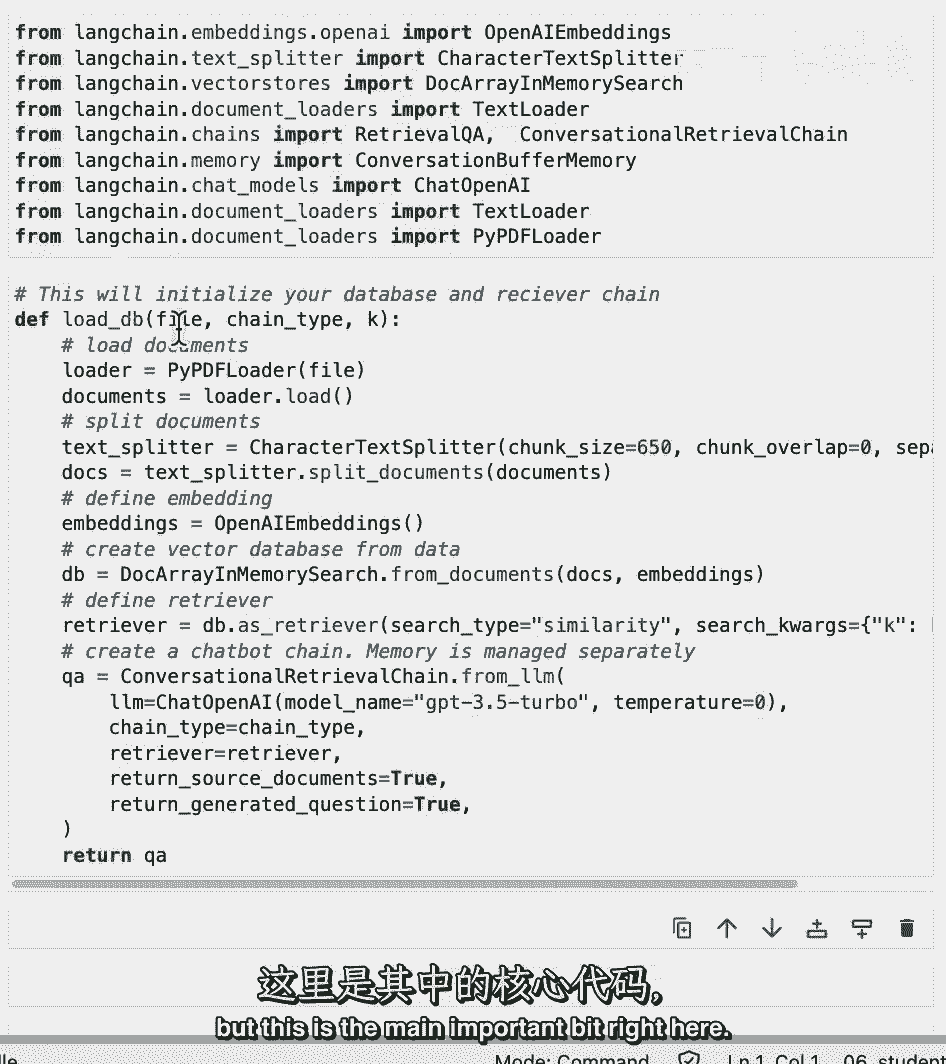 from langchain.embeddings.openai import OpenAIEmbeddings
from langchain.text_splitter import CharacterTextSplitter
from langchain.vectorstores import DocArrayInMemorySearch
from langchain.document_loaders import TextLoader
from langchain.chains import RetrievalQA,  ConversationalRetrievalChain
from langchain.memory import ConversationBufferMemory
from langchain.chat_models import ChatOpenAI
from langchain.document_loaders import TextLoader
from langchain.document_loaders import PyPDFLoader
# This will initialize your database and reciever chain
def load_db(file, chain_type, k):
    # load documents
    loader = PyPDFLoader(file)
    documents = loader.load()
    # split documents
    text_splitter = CharacterTextSplitter(chunk_size=650, chunk_overlap=0,
    docs = text_splitter.split_documents(documents)
    # define embedding
    embeddings = OpenAIEmbeddings()
    # create vector database from data
    db = DocArrayInMemorySearch.from_documents(docs, embeddings)
    # define retriever
    retriever = db.as_retriever(search_type="similarity", search_kwargs={"k":
    # create a chatbot chain. Memory is managed separately
    qa = ConversationalRetrievalChain.from_llm(
        llm=ChatOpenAI(model_name="gpt-3.5-turbo", temperature=0),
        chain_type=chain_type,
        retriever=retriever,
        return_source_documents=True,
        return_generated_question=True,
    )
    return qa
这里是其中的核心代码,
but this is the main important bit right here.
Mode: Command Ln 1, Col 1 06_student